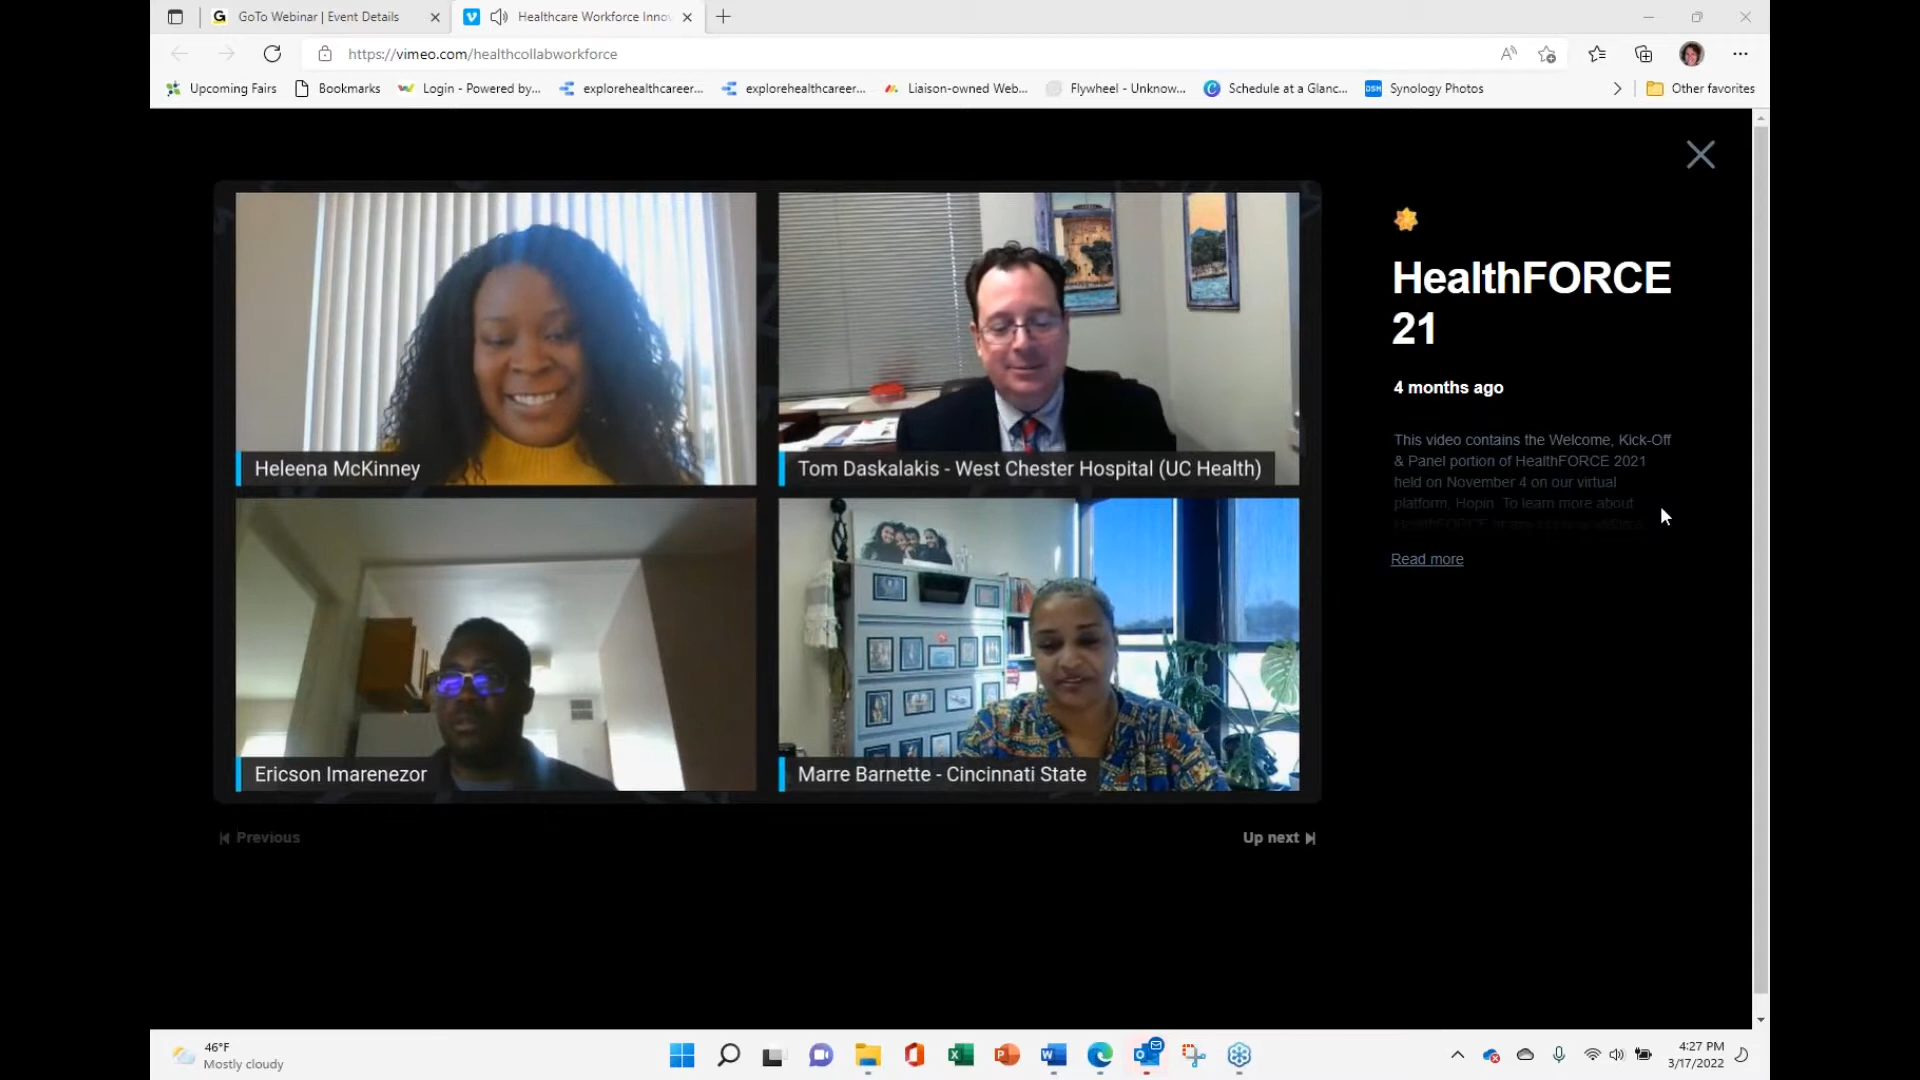 GoTo Webinar | Event Details
Healthcare Workforce Inno
https://vimeo.com/healthcollabworkforce
Upcoming Fairs
Bookmarks
Login - Powered by...
explorehealthcareer...
explorehealthcareer...
Liaison-owned Web...
Flywheel - Unknow...
Schedule at a Glanc...
DSM
Synology Photos
Other favorites
Heleena McKinney
Tom Daskalakis - West Chester Hospital (UC Health)
Ericson Imarenezor
Marre Barnette - Cincinnati State
HealthFORCE
21
4 months ago
This video contains the Welcome, Kick-Off
& Panel portion of HealthFORCE 2021
held on November 4 on our virtual
platform, Hopin. To learn more about
Read more
Previous
Up next
46°F
Mostly cloudy
4:27 PM
3/17/2022